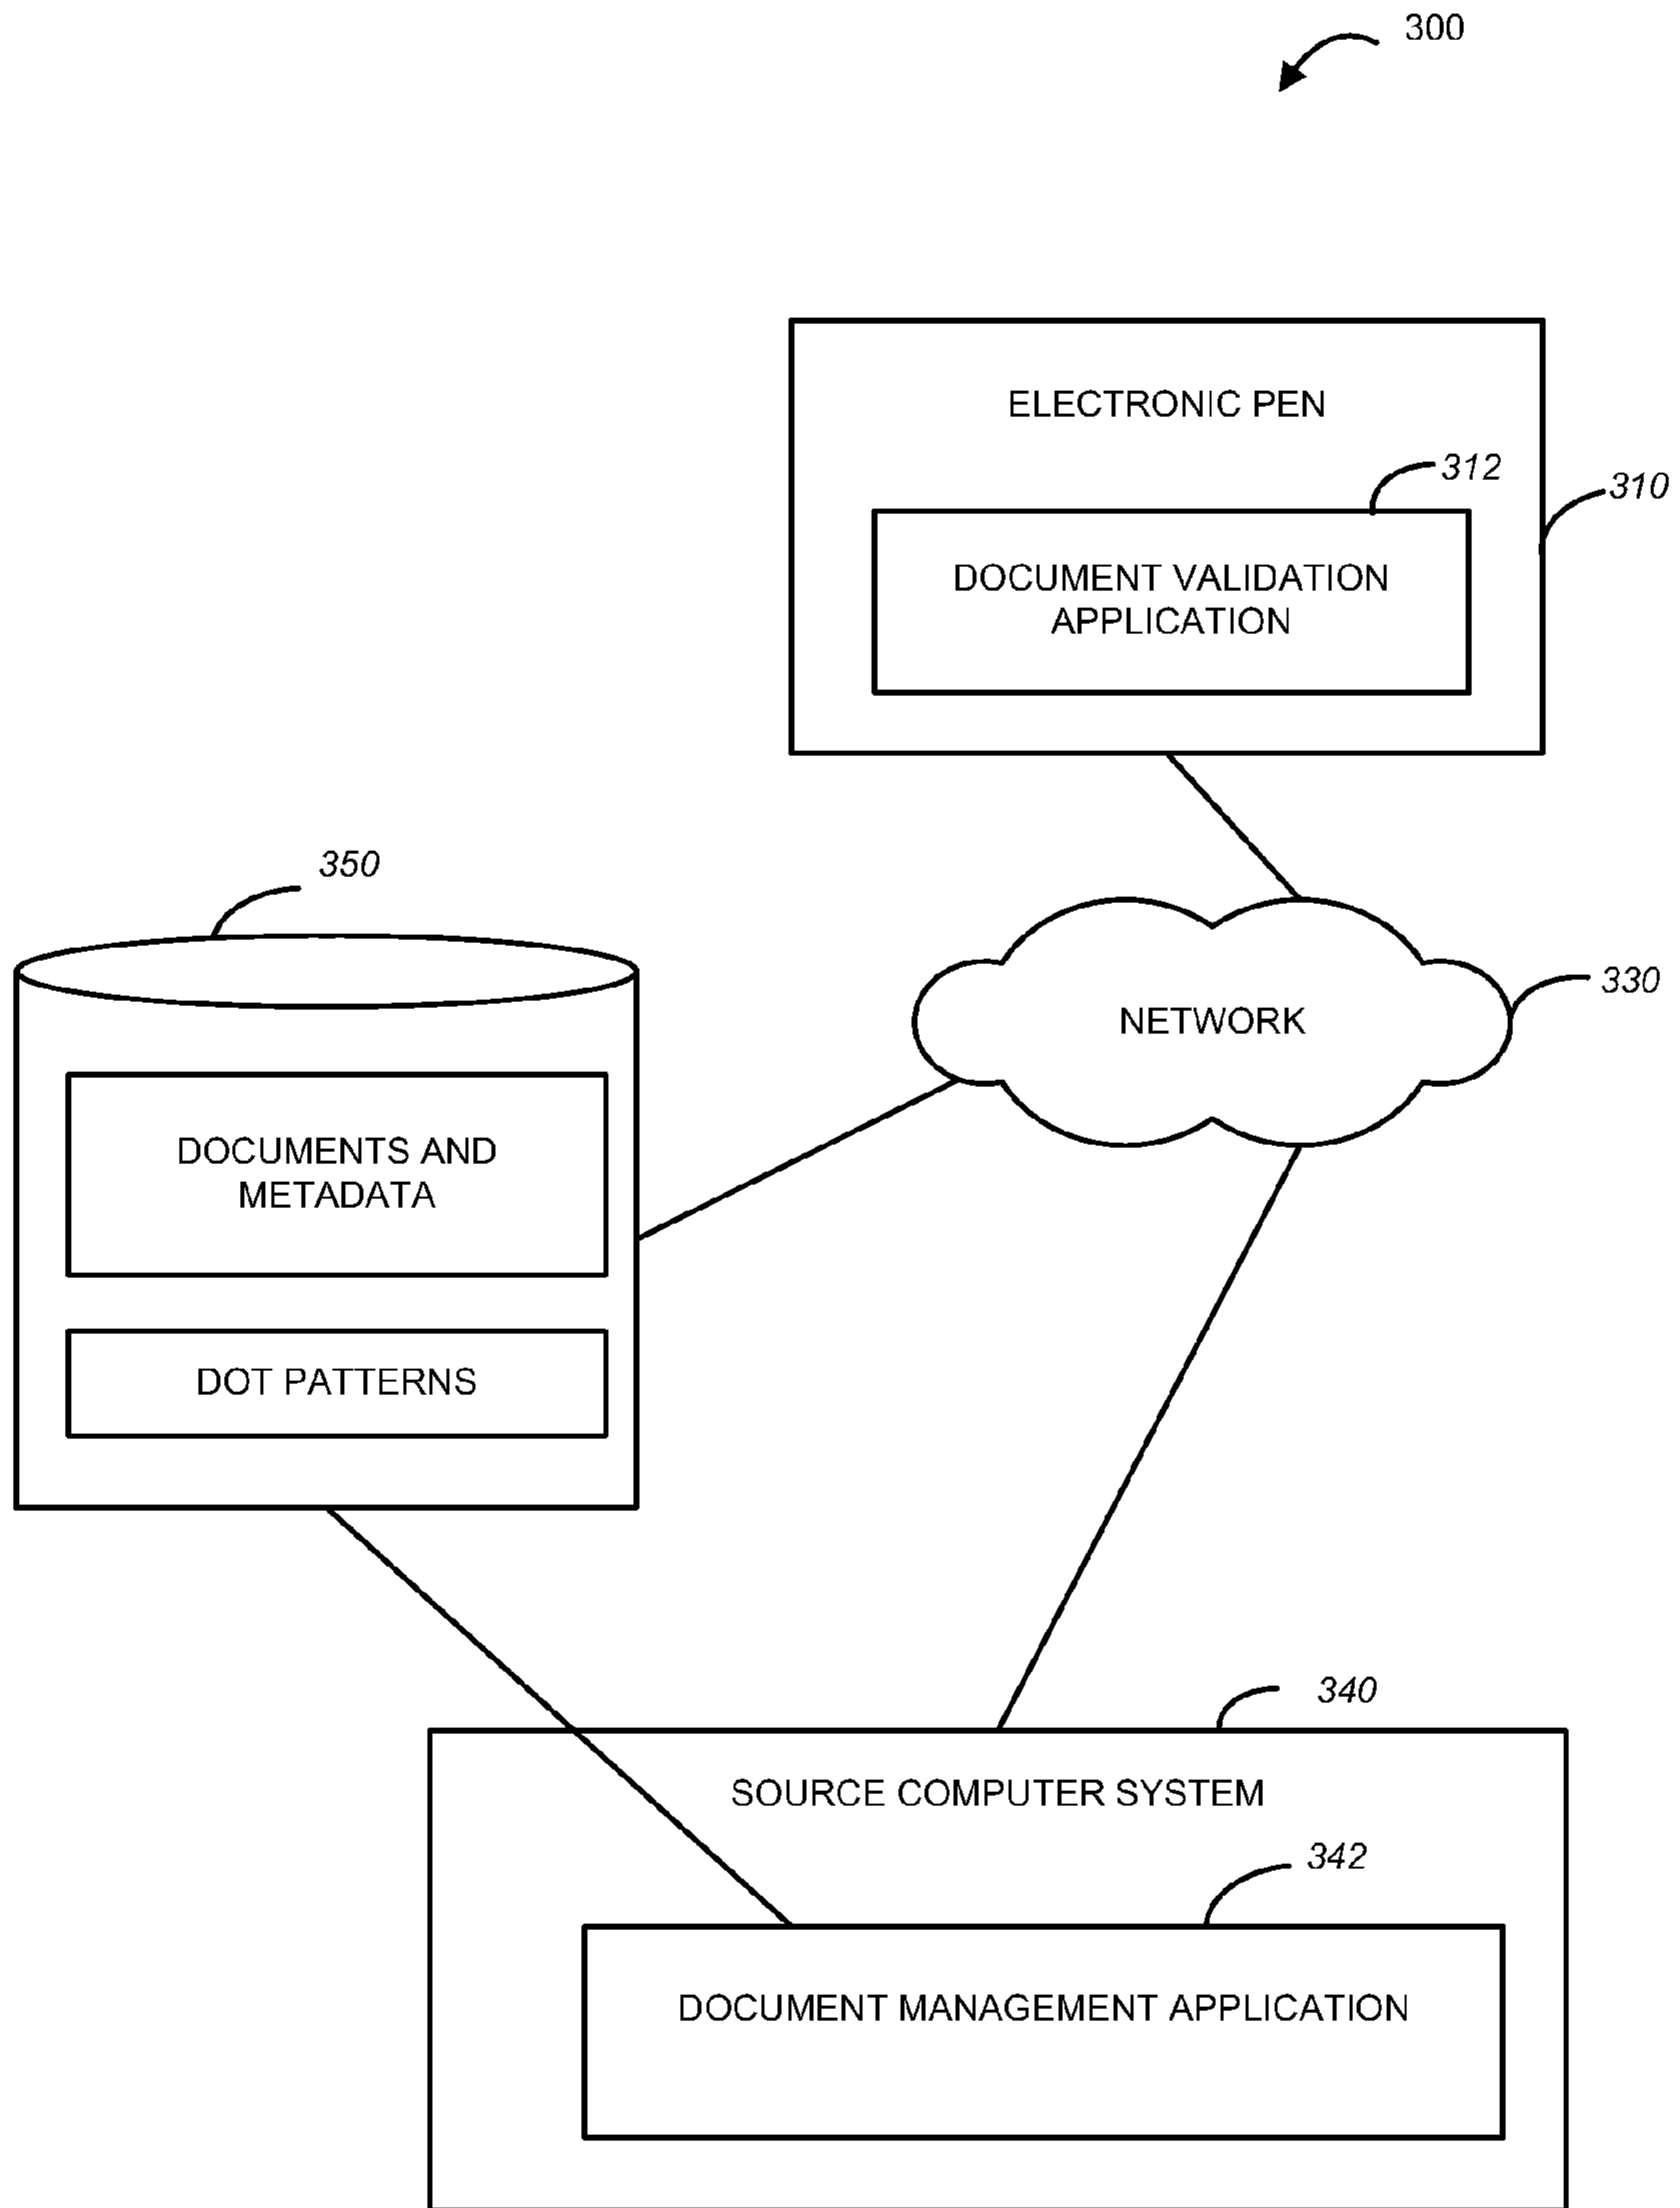 300
ELECTRONIC PEN
312
310
DOCUMENT VALIDATION
APPLICATION
350
330
NETWORK
DOCUMENTS AND
METADATA
DOT PATTERNS
340
SOURCE COMPUTER SYSTEM
342
DOCUMENT MANAGEMENT APPLICATION